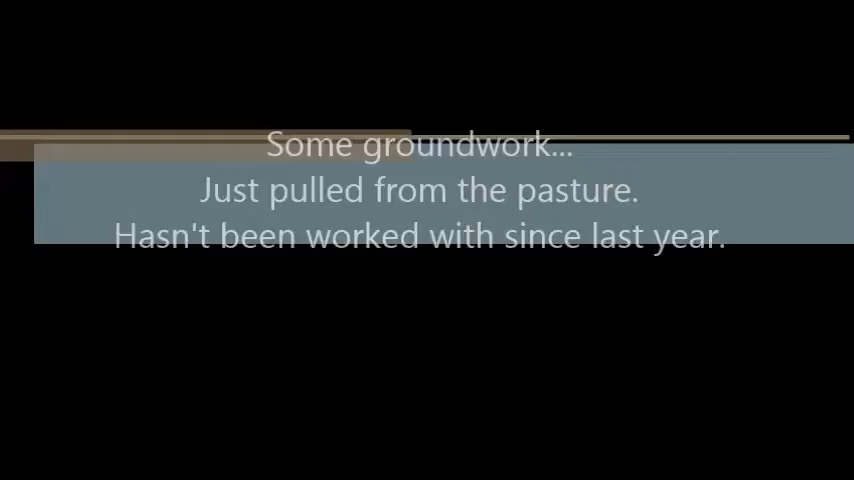 Some groundwork...
Just pulled from the pasture.
Hasn't been worked with since last year.